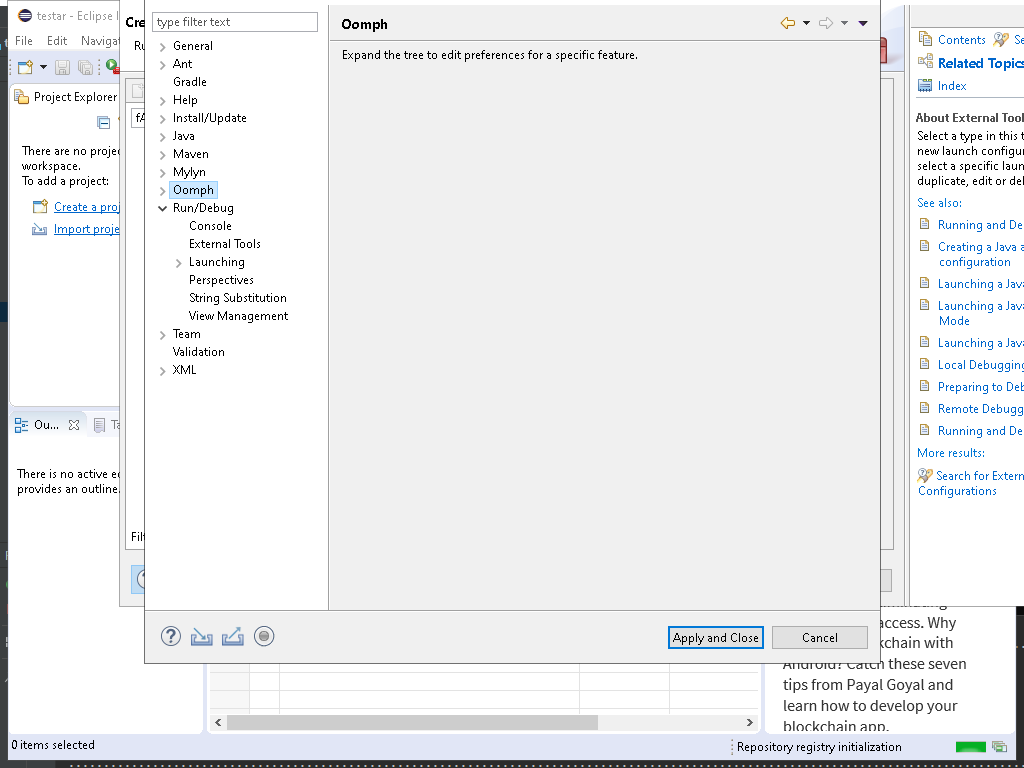 testar - Eclipse I
File Edit Navigat
Project Explorer
There are no proje
workspace.
To add a project:
Create a proj
Import proje
Ou...
Ta
There is no active ed
provides an outline.
0 items selected
Cre
Ru
fA
Filt
type filter text
General
Ant
Gradle
Help
Install/Update
Java
Maven
Mylyn
Oomph
Run/Debug
Console
External Tools
Launching
Perspectives
String Substitution
View Management
Team
Validation
XML
Oomph
Expand the tree to edit preferences for a specific feature.
Apply and Close
Cancel
Contents
Se
Related Topics
Index
About External Tool
Select a type in this t
new launch configur
select a specific laun
duplicate, edit or del
See also:
Running and De
Creating a Java a
configuration
Launching a Java
Launching a Java
Mode
Launching a Java
Local Debugging
Preparing to Deb
Remote Debugg
Running and De
More results:
Search for Extern
Configurations
access. Why
kchain with
Android? Catch these seven
tips from Payal Goyal and
learn how to develop your
blockchain app.
Repository registry initialization